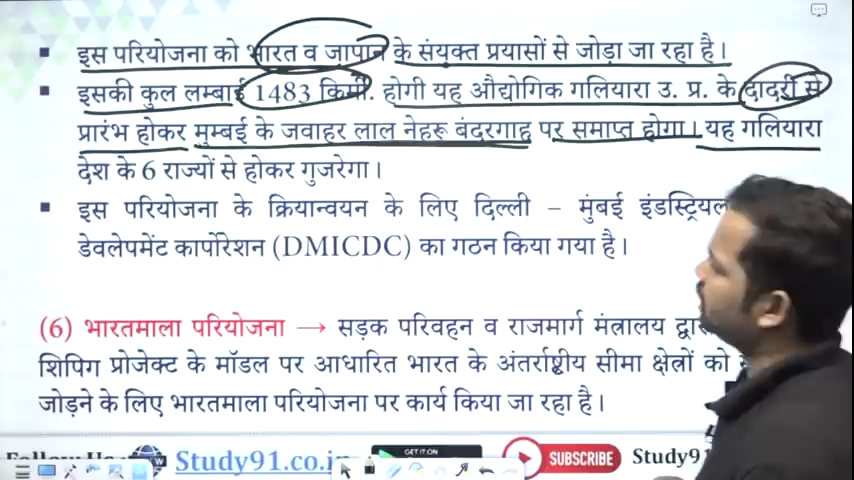 इस परियोजना को भारत व जापान के संयुक्त प्रयासों से जोड़ा जा रहा है।
इसकी कुल लम्बाई 1483 किमी. होगी यह औद्योगिक गलियारा उ. प्र. के दादरी से
प्रारंभ होकर मुम्बई के जवाहर लाल नेहरू बंदरगाह पर समाप्त होगा। यह गलियारा
देश के 6 राज्यों से होकर गुजरेगा।
इस परियोजना के क्रियान्वयन के लिए दिल्ली – मुंबई इंडस्ट्रियल
डेवलेपमेंट कार्पोरेशन (DMICDC) का गठन किया गया है।
(6) भारतमाला परियोजना → सड़क परिवहन व राजमार्ग मंत्रालय
शिपिग प्रोजेक्ट के मॉडल पर आधारित भारत के अंतर्राष्ट्रीय सीमा क्षेत्रों को
जोड़ने के लिए भारतमाला परियोजना पर कार्य किया जा रहा है।
Study91.co.in GET IT ON SUBSCRIBE Study91